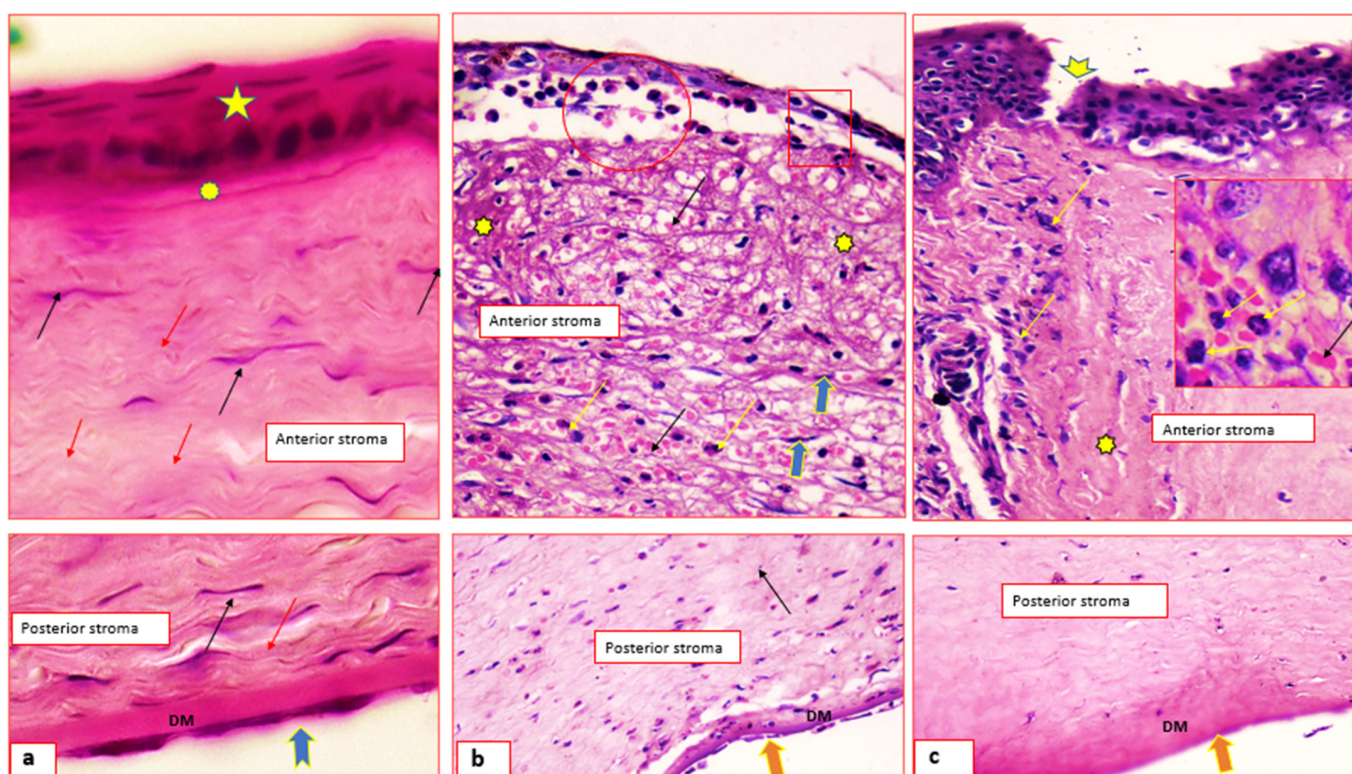 Anterior stroma
Anterior stroma
Anterior stroma
Posterior stroma
DM
a
Posterior stroma
DM
b
Posterior stroma
DM
c